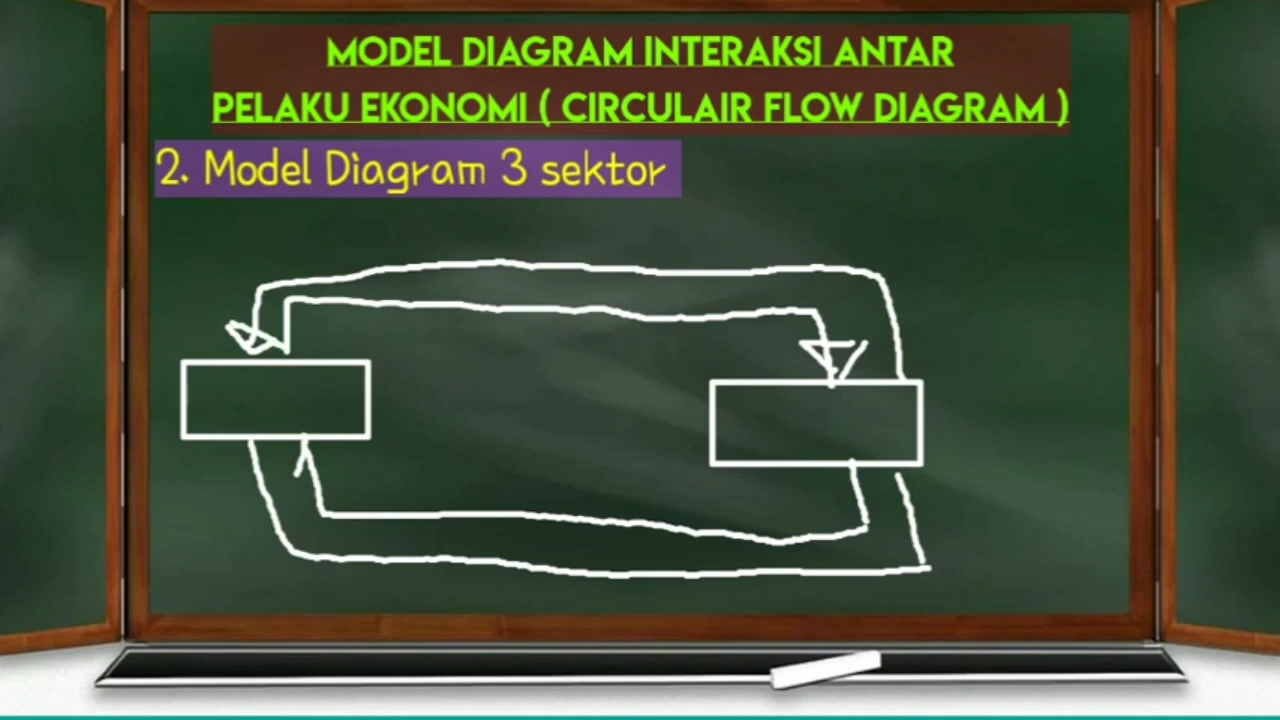 MODEL DIAGRAM INTERAKSI ANTAR
PELAKU EKONOMI ( CIRCULAIR FLOW DIAGRAM )
2. Model Diagram 3 sektor